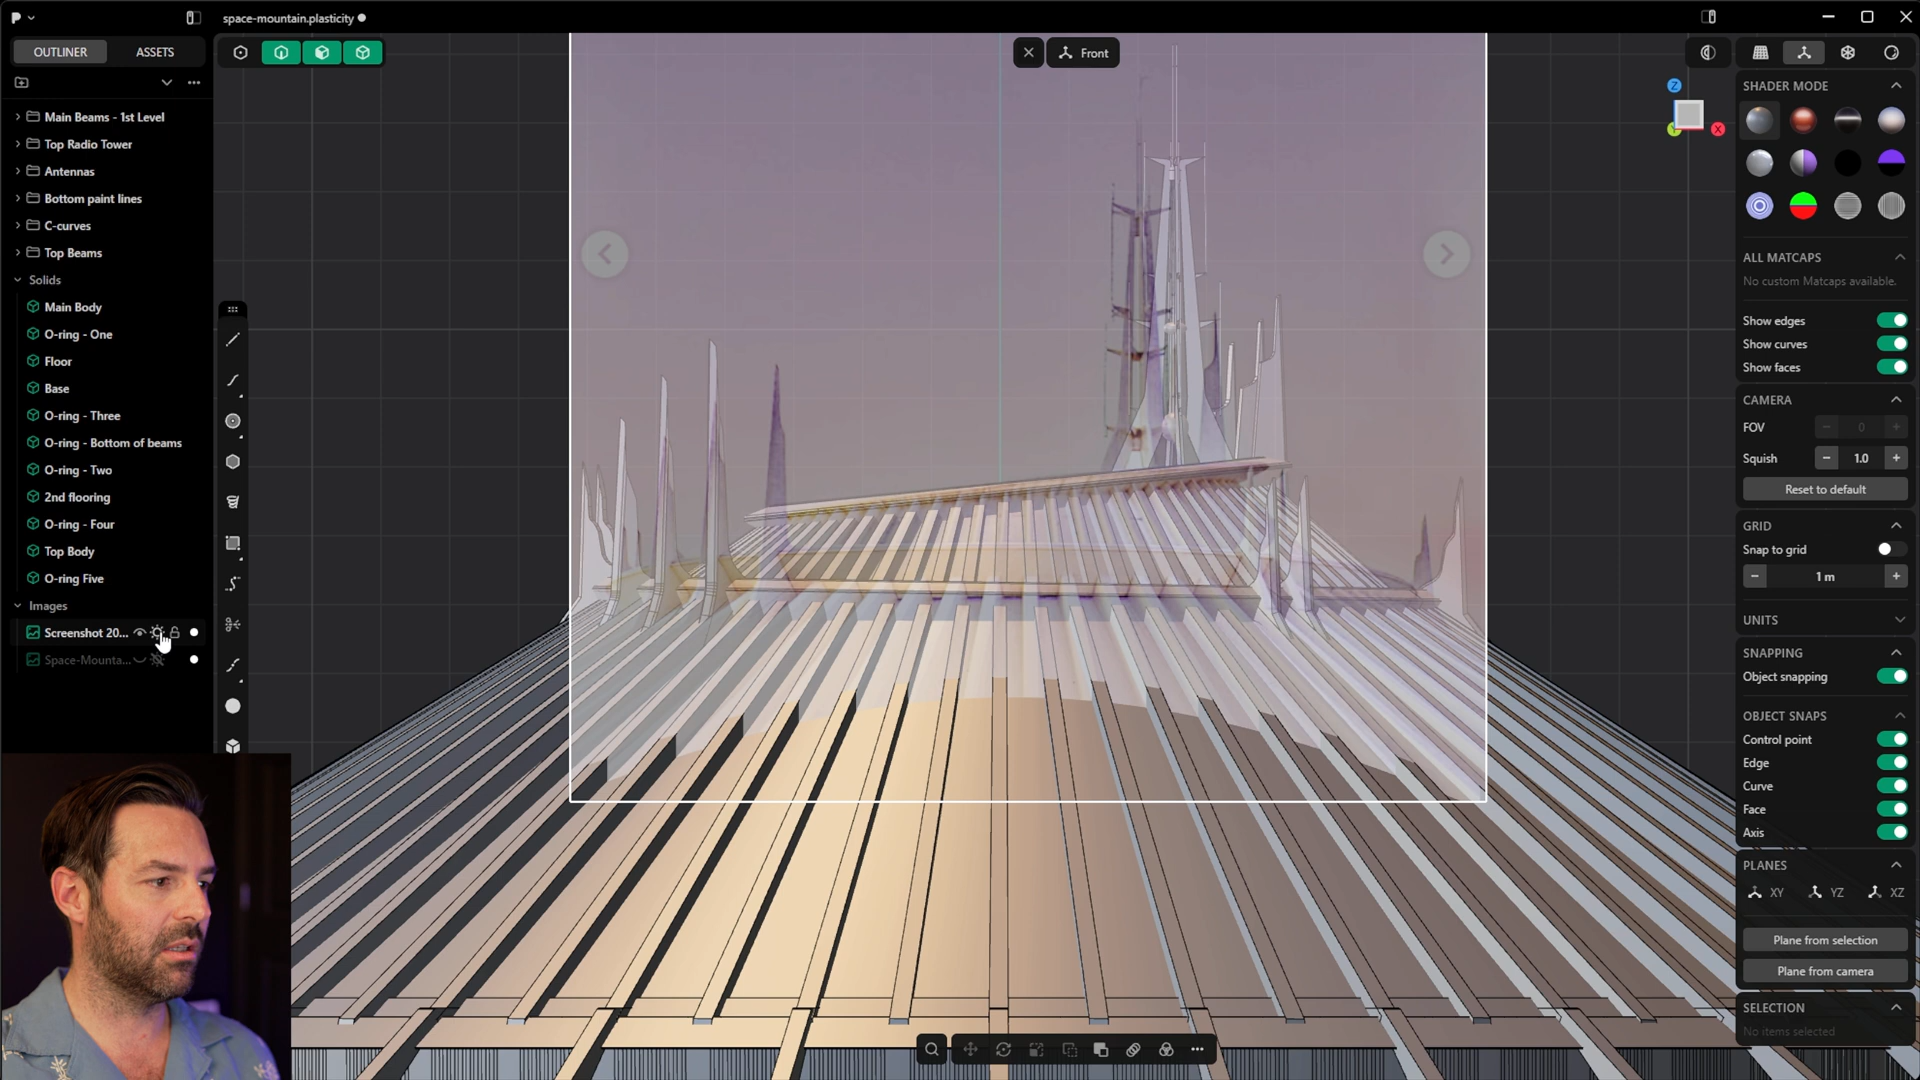 space-mountain.plasticity
OUTLINER
ASSETS
Front
Main Beams - 1st Level
Top Radio Tower
Antennas
Bottom paint lines
C-curves
Top Beams
Solids
Main Body
O-ring - One
Floor
Base
O-ring - Three
O-ring - Bottom of beams
O-ring - Two
2nd flooring
O-ring - Four
Top Body
O-ring Five
Images
Screenshot 20...
Space-Mounta...
Z
Y
X
SHADER MODE
ALL MATCAPS
No custom Matcaps available.
Show edges
Show curves
Show faces
CAMERA
FOV
0
Squish
1.0
Reset to default
GRID
Snap to grid
1 m
UNITS
SNAPPING
Object snapping
OBJECT SNAPS
Control point
Edge
Curve
Face
Axis
PLANES
XY
YZ
XZ
Plane from selection
Plane from camera
SELECTION
No items selected